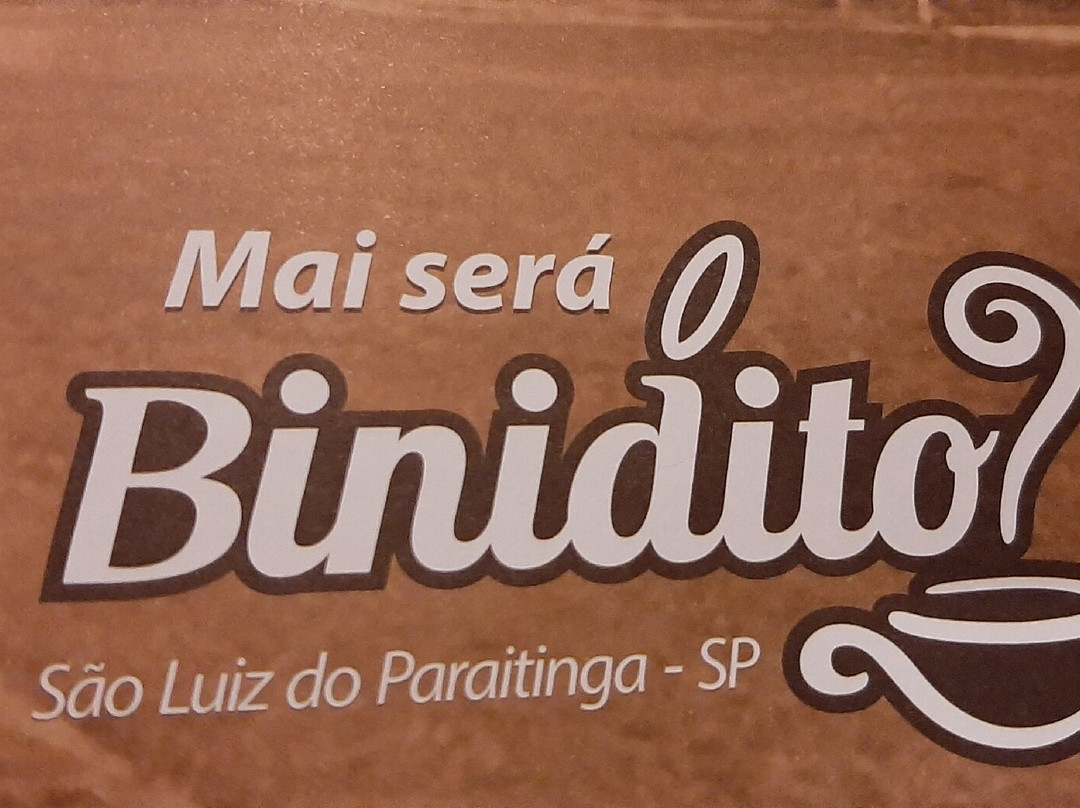 Mai será o
Binidito?
São Luiz do Paraitinga - SP